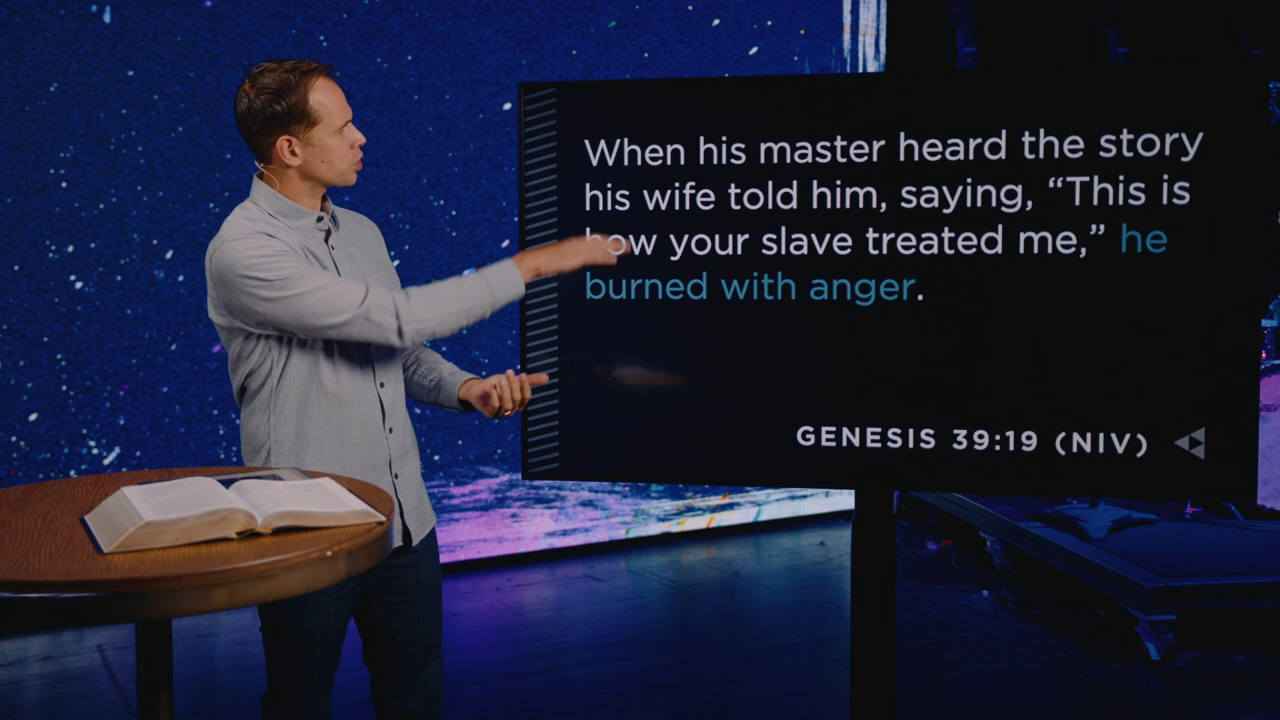 When his master heard the story
his wife told him, saying, “This is
how your slave treated me,” he
burned with anger.
GENESIS 39:19 (NIV)